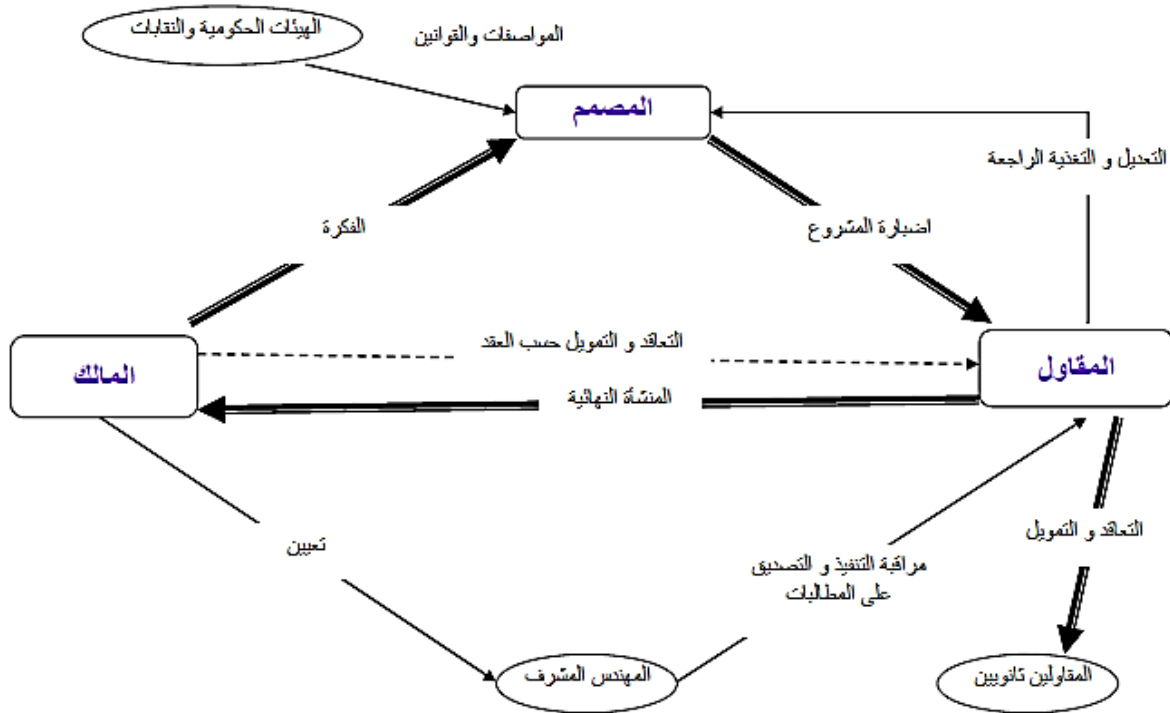 الهيئات الحكومية والنقابات
المواصفات والقوانين
المصمم
التعديل و التغذية الراجعة
الفكرة
اضبارة المشروع
التعاقد و التمويل حسب العقد
المقاول
المالك
المنشأة النهائية
تعيين
التعاقد و التمويل
مراقبة التنفيذ و التصديق
على المطالبات
المهندس المشرف
المقاولين ثانويين